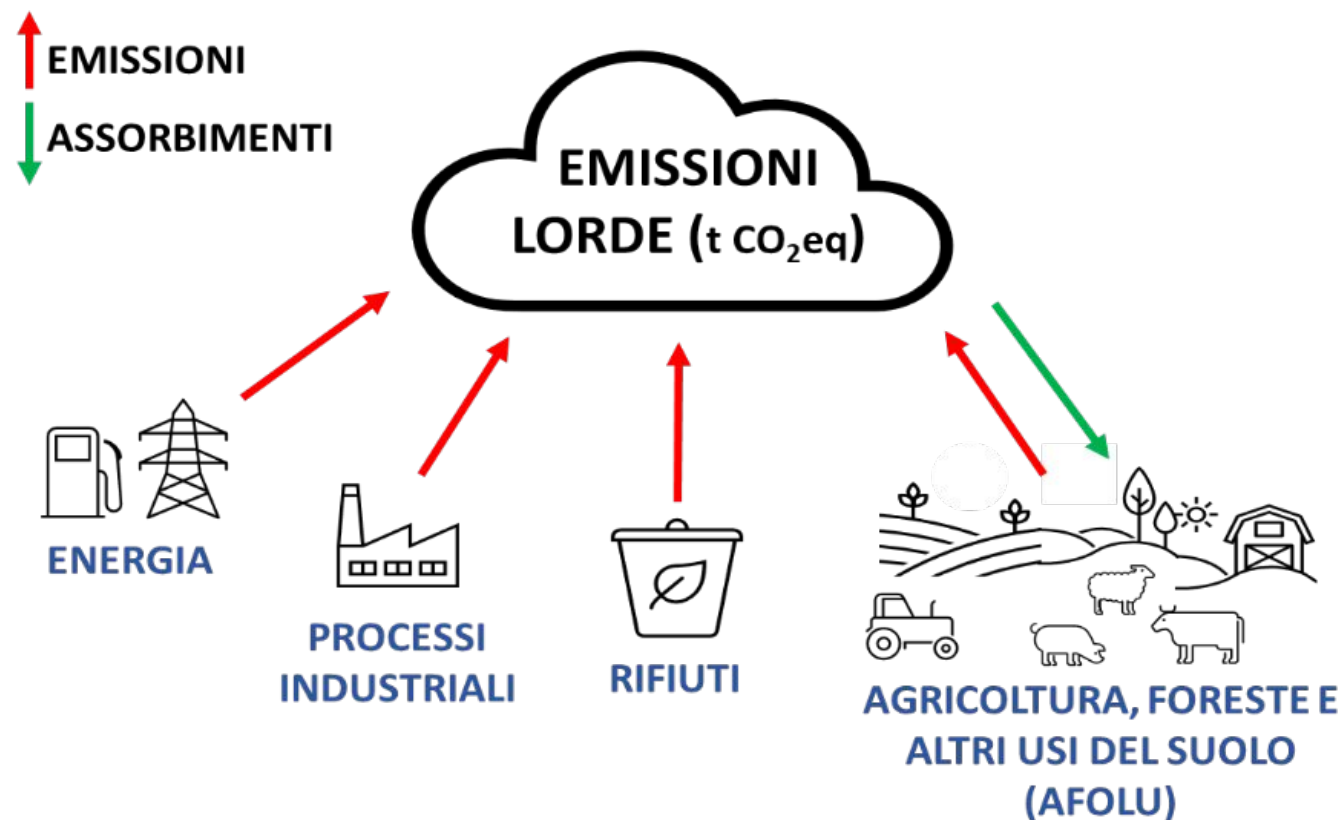 EMISSIONI
ASSORBIMENTI
EMISSIONI
LORDE (t CO₂eq)
ENERGIA
PROCESSI
INDUSTRIALI
RIFIUTI
AGRICOLTURA, FORESTE E
ALTRI USI DEL SUOLO
(AFOLU)